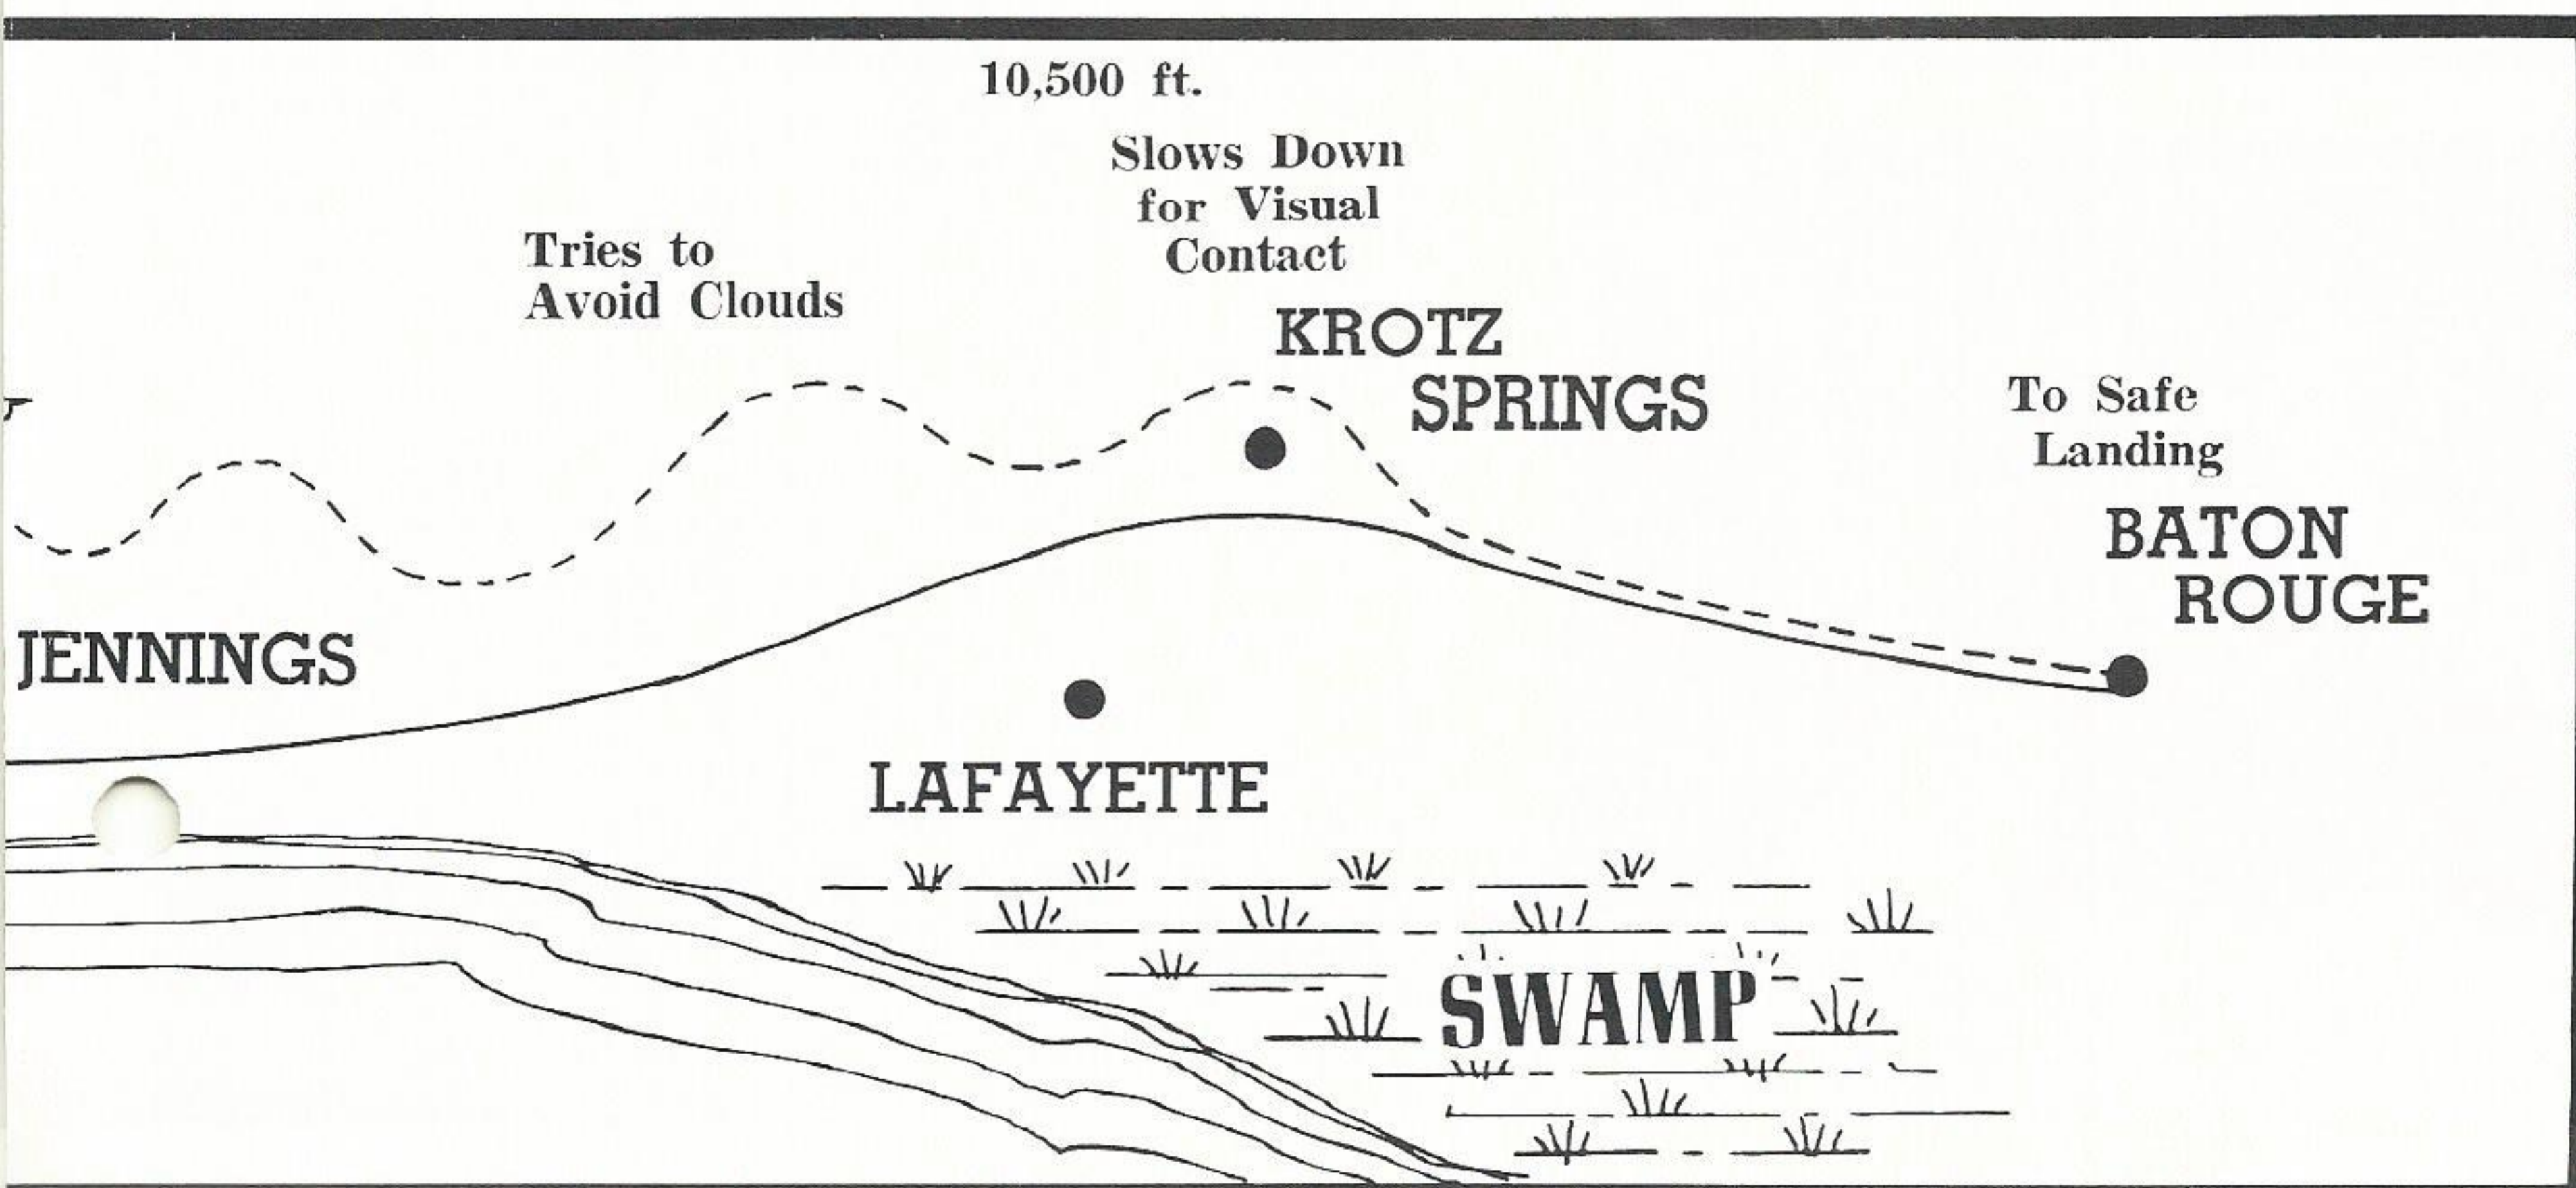 10,500 ft.
Slows Down
for Visual
Contact
Tries to
Avoid Clouds
KROTZ
SPRINGS
To Safe
Landing
BATON
ROUGE
JENNINGS
LAFAYETTE
SWAMP